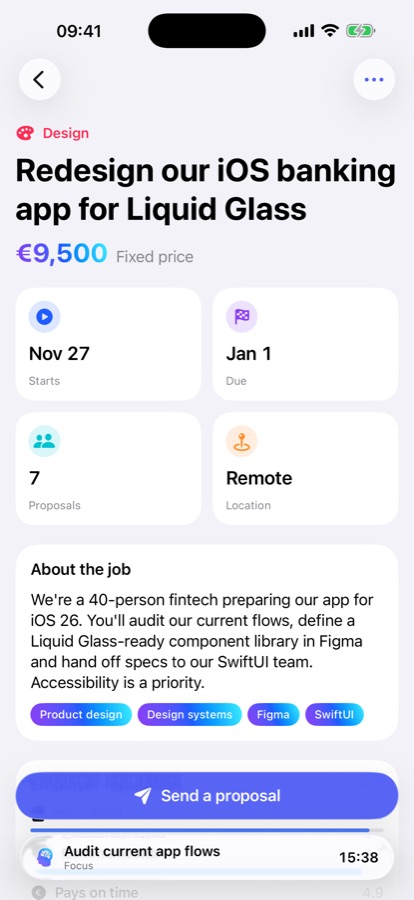 09:41
Design
Redesign our iOS banking
app for Liquid Glass
€9,500 Fixed price
Nov 27
Starts
Jan 1
Due
7
Proposals
Remote
Location
About the job
We're a 40-person fintech preparing our app for
iOS 26. You'll audit our current flows, define a
Liquid Glass-ready component library in Figma
and hand off specs to our SwiftUI team.
Accessibility is a priority.
Product design
Design systems
Figma
SwiftUI
Send a proposal
Audit current app flows
Focus
15:38
Pays on time 4.9